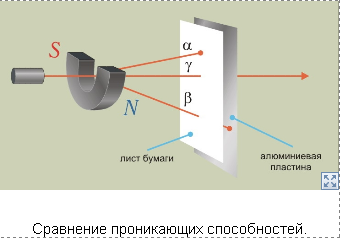 S
α
γ
β
N
лист бумаги
алюминиевая
пластина
Сравнение проникающих способностей.